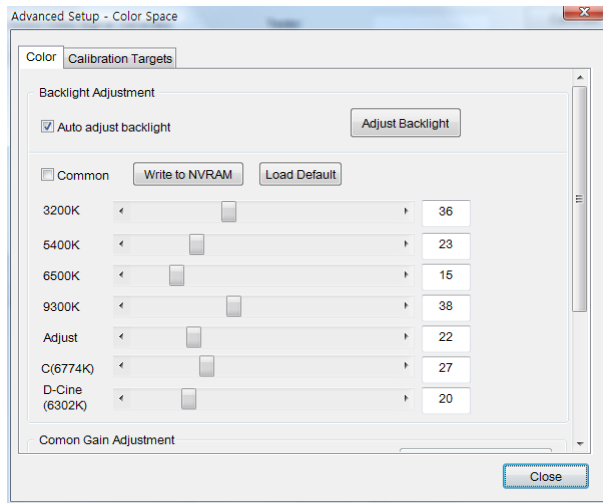 Advanced Setup - Color Space
Color Calibration Targets
Backlight Adjustment
Auto adjust backlight Adjust Backlight
Common Write to NVRAM Load Default
3200K 36
5400K 23
6500K 15
9300K 38
Adjust 22
C(6774K) 27
D-Cine
(6302K) 20
Comon Gain Adjustment
Close